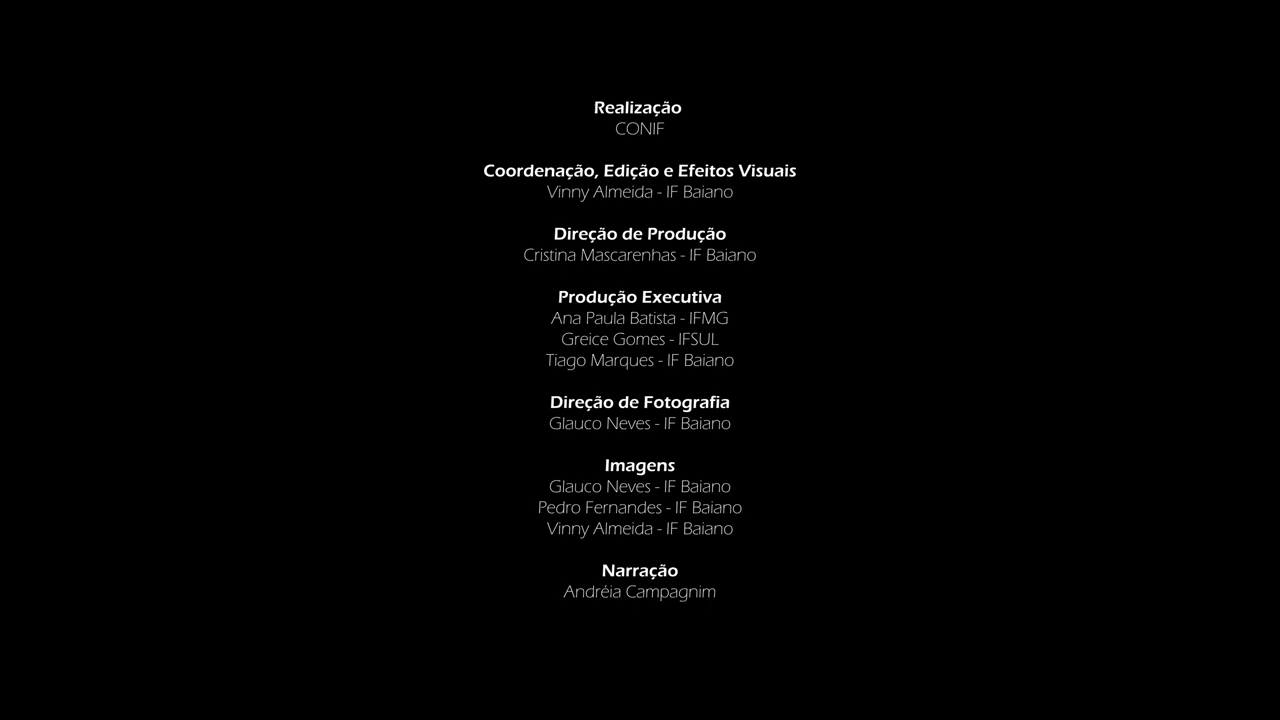 Realização
CONIF
Coordenação, Edição e Efeitos Visuais
Vinny Almeida - IF Baiano
Direção de Produção
Cristina Mascarenhas - IF Baiano
Produção Executiva
Ana Paula Batista - IFMG
Greice Gomes - IFSUL
Tiago Marques - IF Baiano
Direção de Fotografia
Glauco Neves - IF Baiano
Imagens
Glauco Neves - IF Baiano
Pedro Fernandes - IF Baiano
Vinny Almeida - IF Baiano
Narração
Andréia Campagnim